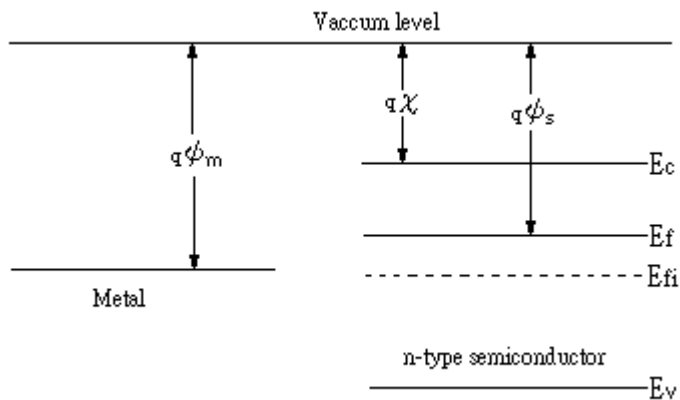 Vaccum level
qχ
qϕs
qϕm
Ec
Ef
Efi
Metal
n-type semiconductor
Ev